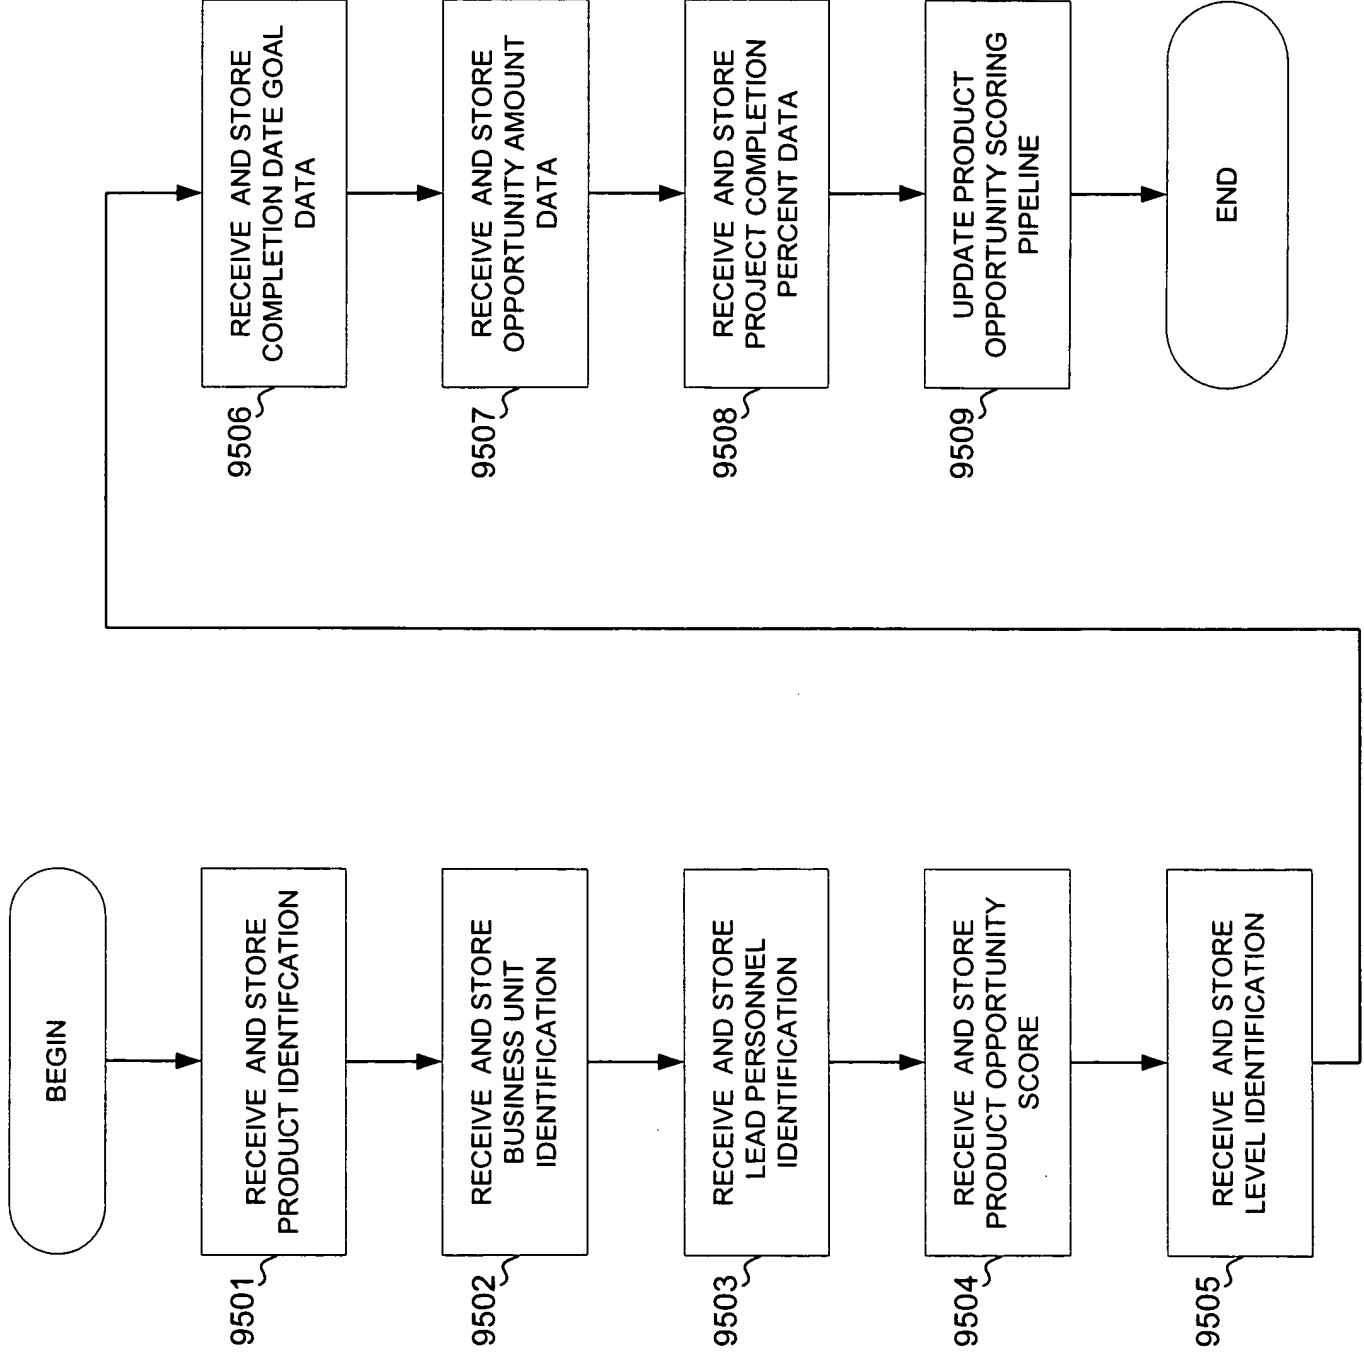 BEGIN
9501
RECEIVE AND STORE
PRODUCT IDENTIFCATION
9502
RECEIVE AND STORE
BUSINESS UNIT
IDENTIFICATION
9503
RECEIVE AND STORE
LEAD PERSONNEL
IDENTIFICATION
9504
RECEIVE AND STORE
PRODUCT OPPORTUNITY
SCORE
9505
RECEIVE AND STORE
LEVEL IDENTIFICATION
9506
RECEIVE AND STORE
COMPLETION DATE GOAL
DATA
9507
RECEIVE AND STORE
OPPORTUNITY AMOUNT
DATA
9508
RECEIVE AND STORE
PROJECT COMPLETION
PERCENT DATA
9509
UPDATE PRODUCT
OPPORTUNITY SCORING
PIPELINE
END